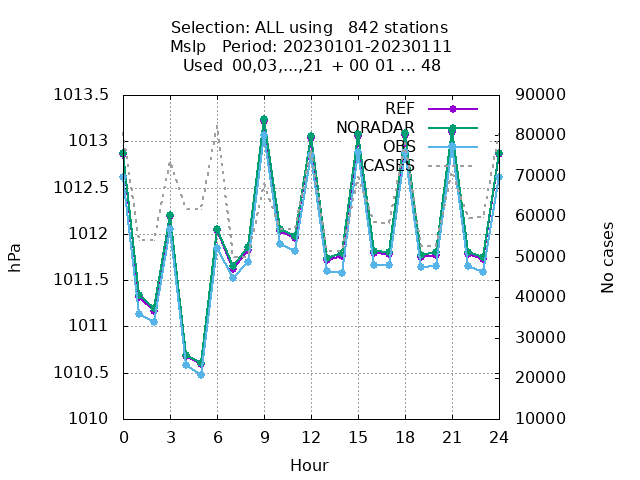 Selection: ALL using   842 stations
Mslp   Period: 20230101-20230111
Used  00,03,...,21  + 00 01 ... 48
1013.5
1013
1012.5
1012
1011.5
1011
1010.5
1010
90000
80000
70000
60000
50000
40000
30000
20000
10000
REF
NORADAR
OBS
CASES
hPa
No cases
0 3 6 9 12 15 18 21 24
Hour